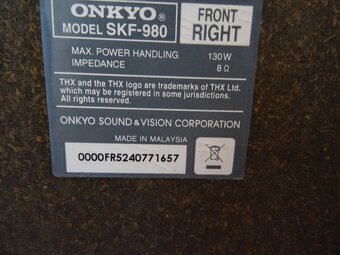 ONKYO®
MODEL SKF-980
FRONT
RIGHT
MAX. POWER HANDLING 130 W
IMPEDANCE 8 Ω
THX and the THX logo are trademarks of THX Ltd.
which may be registered in some jurisdictions.
All rights reserved.
ONKYO SOUND & VISION CORPORATION
MADE IN MALAYSIA
0000FR5240771657